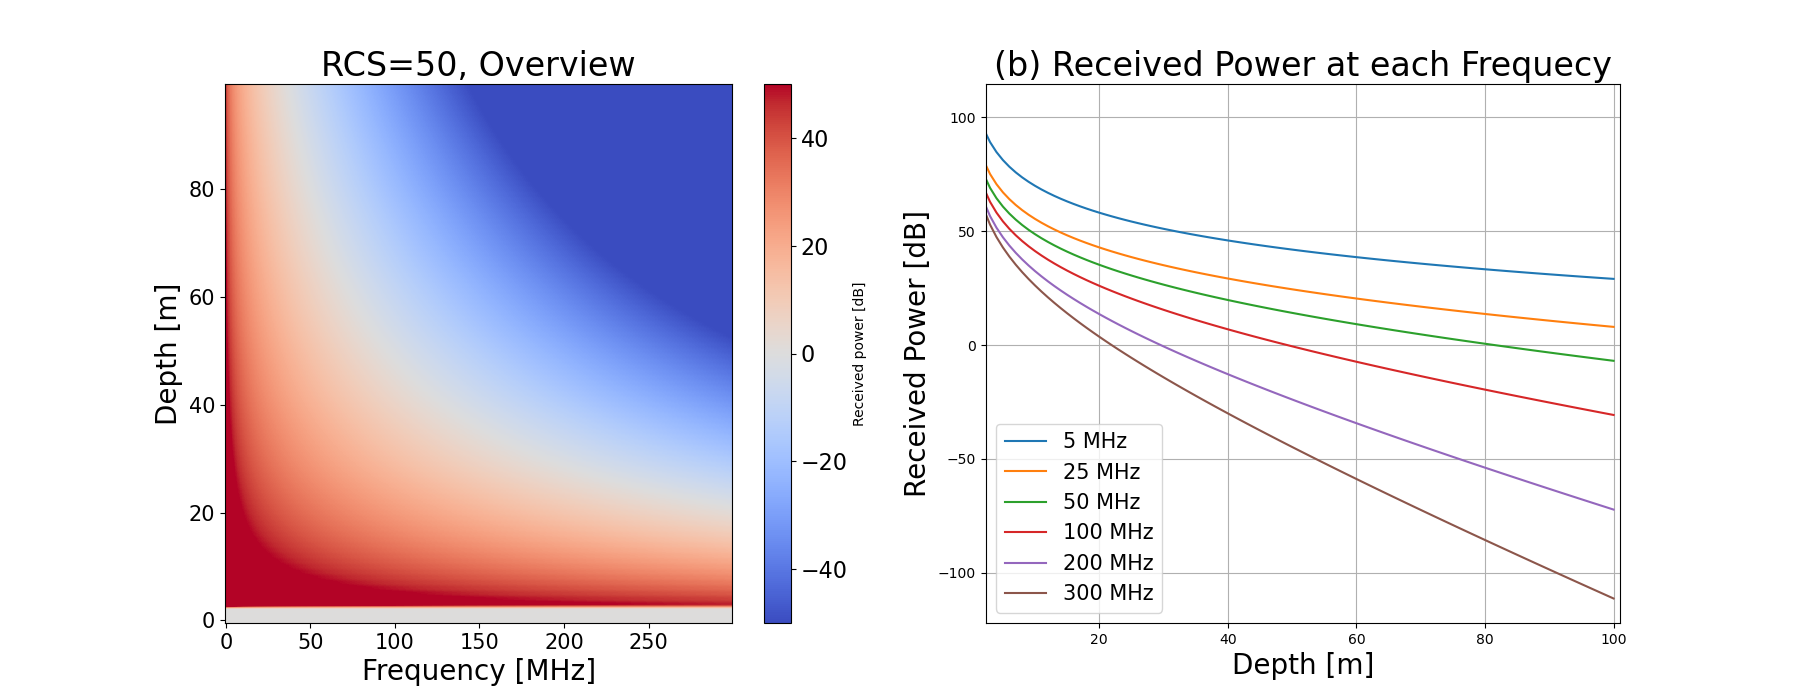 RCS=50, Overview
Depth [m]
80
60
40
20
0
0 50 100 150 200 250
Frequency [MHz]
40
20
0
−20
−40
Received power [dB]
(b) Received Power at each Frequecy
Received Power [dB]
100
50
0
−50
−100
5 MHz
25 MHz
50 MHz
100 MHz
200 MHz
300 MHz
20 40 60 80 100
Depth [m]